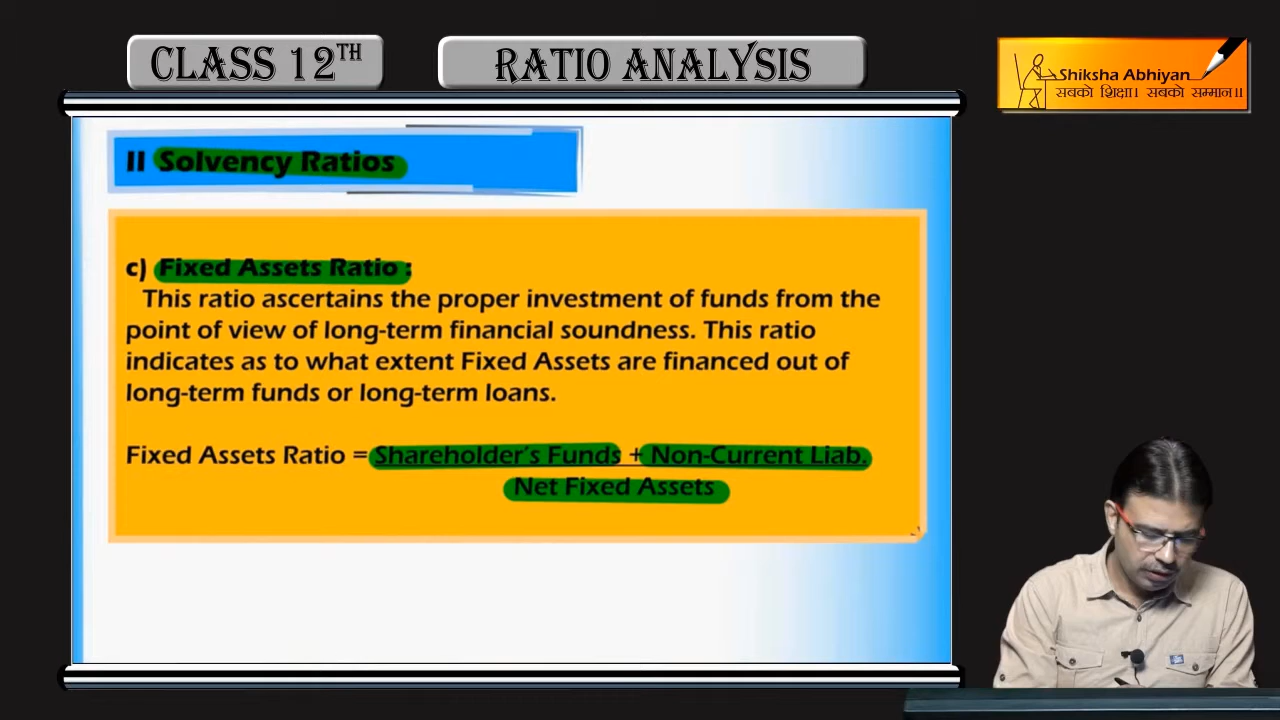 CLASS 12TH
RATIO ANALYSIS
Shiksha Abhiyan
सबको शिक्षा। सबको सम्मान॥
II Solvency Ratios
c) Fixed Assets Ratio :
This ratio ascertains the proper investment of funds from the
point of view of long-term financial soundness. This ratio
indicates as to what extent Fixed Assets are financed out of
long-term funds or long-term loans.
Fixed Assets Ratio = Shareholder's Funds + Non-Current Liab.
Net Fixed Assets